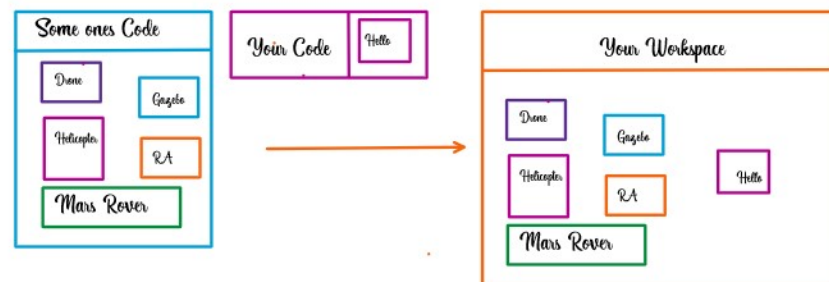 Some ones Code
Drone
Gazebo
Helicopter
RA
Mars Rover
Your Code
Hello
Your Workspace
Drone
Gazebo
Helicopter
RA
Hello
Mars Rover